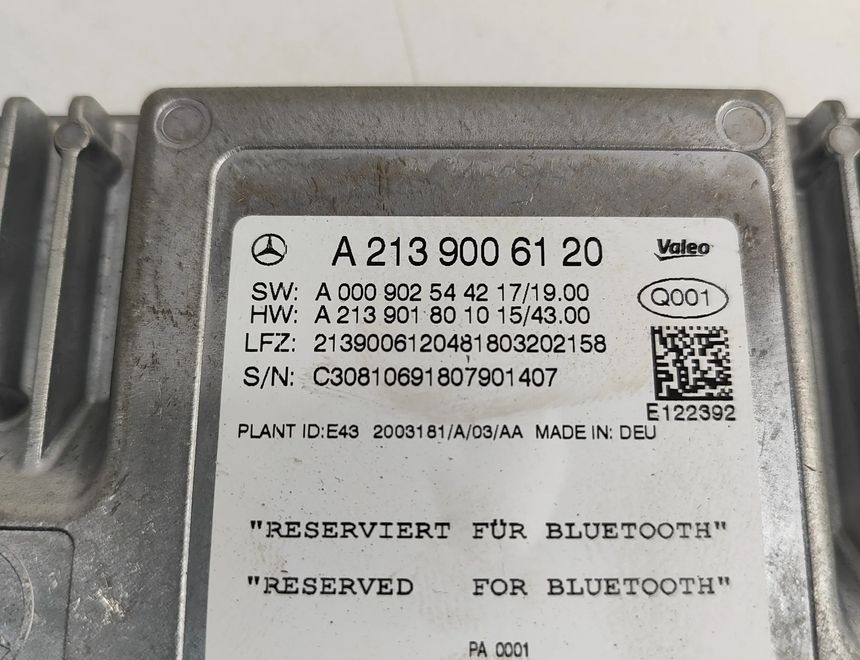 A 213 900 61 20 Valeo
SW: A 000 902 54 42 17/19.00
HW: A 213 901 80 10 15/43.00
Q001
LFZ: 2139006120481803202158
S/N: C30810691807901407
E122392
PLANT ID:E43 2003181/A/03/AA MADE IN: DEU
"RESERVIERT FÜR BLUETOOTH"
"RESERVED FOR BLUETOOTH"
PA 0001